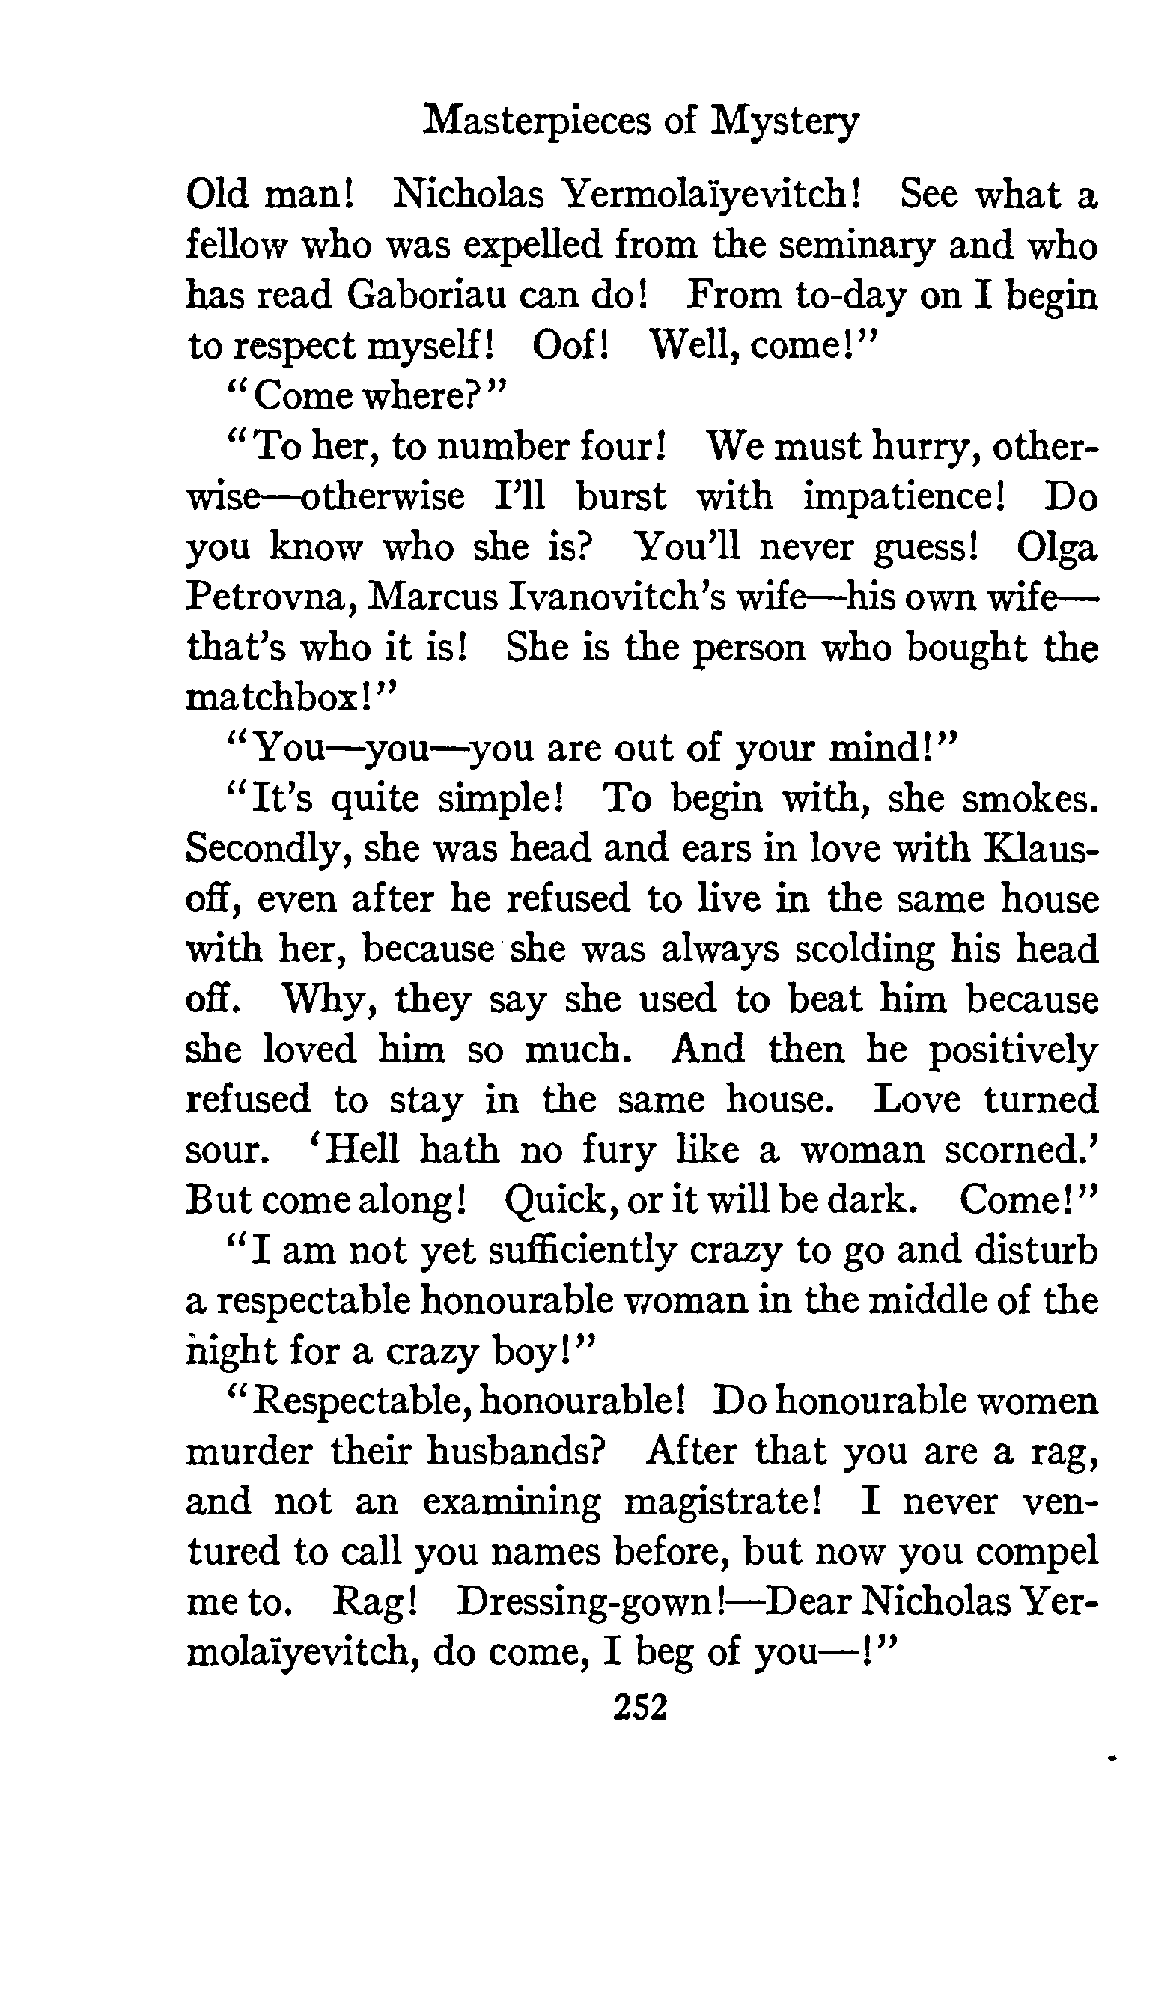 Masterpieces of Mystery
Old man! Nicholas Yermolaïyevitch! See what a
fellow who was expelled from the seminary and who
has read Gaboriau can do! From to-day on I begin
to respect myself! Oof! Well, come!"
"Come where?"
"To her, to number four! We must hurry, other-
wise—otherwise I'll burst with impatience! Do
you know who she is? You'll never guess! Olga
Petrovna, Marcus Ivanovitch's wife—his own wife—
that's who it is! She is the person who bought the
matchbox!"
"You—you—you are out of your mind!"
"It's quite simple! To begin with, she smokes.
Secondly, she was head and ears in love with Klaus-
off, even after he refused to live in the same house
with her, because she was always scolding his head
off. Why, they say she used to beat him because
she loved him so much. And then he positively
refused to stay in the same house. Love turned
sour. 'Hell hath no fury like a woman scorned.'
But come along! Quick, or it will be dark. Come!"
"I am not yet sufficiently crazy to go and disturb
a respectable honourable woman in the middle of the
night for a crazy boy!"
"Respectable, honourable! Do honourable women
murder their husbands? After that you are a rag,
and not an examining magistrate! I never ven-
tured to call you names before, but now you compel
me to. Rag! Dressing-gown!—Dear Nicholas Yer-
molaïyevitch, do come, I beg of you—!"
252